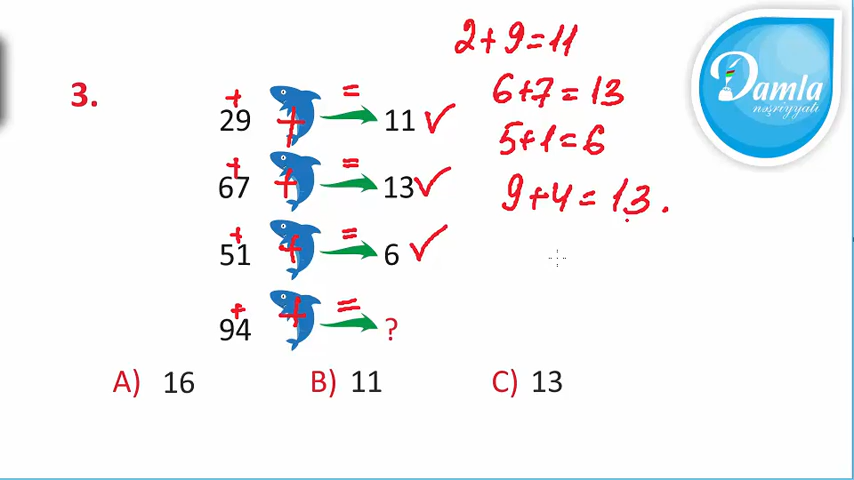 2+9=11
3.
6+7=13
Damla
nəşriyyatı
+ =
29 + 11 ✓
+ =
67 + 13 ✓
5+1=6
9+4=13.
+ =
51 + 6 ✓
+ =
94 + ?
A) 16 B) 11 C) 13